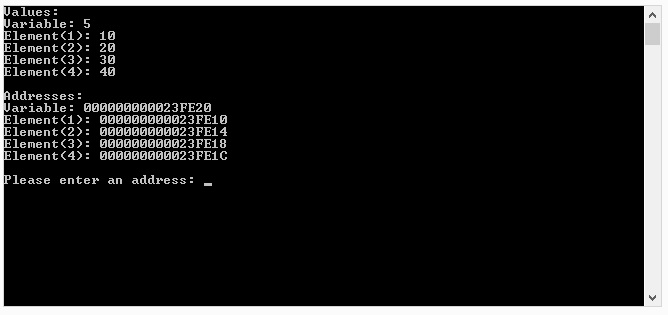 Values:
Variable: 5
Element(1): 10
Element(2): 20
Element(3): 30
Element(4): 40
Addresses:
Variable: 000000000023FE20
Element(1): 000000000023FE10
Element(2): 000000000023FE14
Element(3): 000000000023FE18
Element(4): 000000000023FE1C
Please enter an address: _